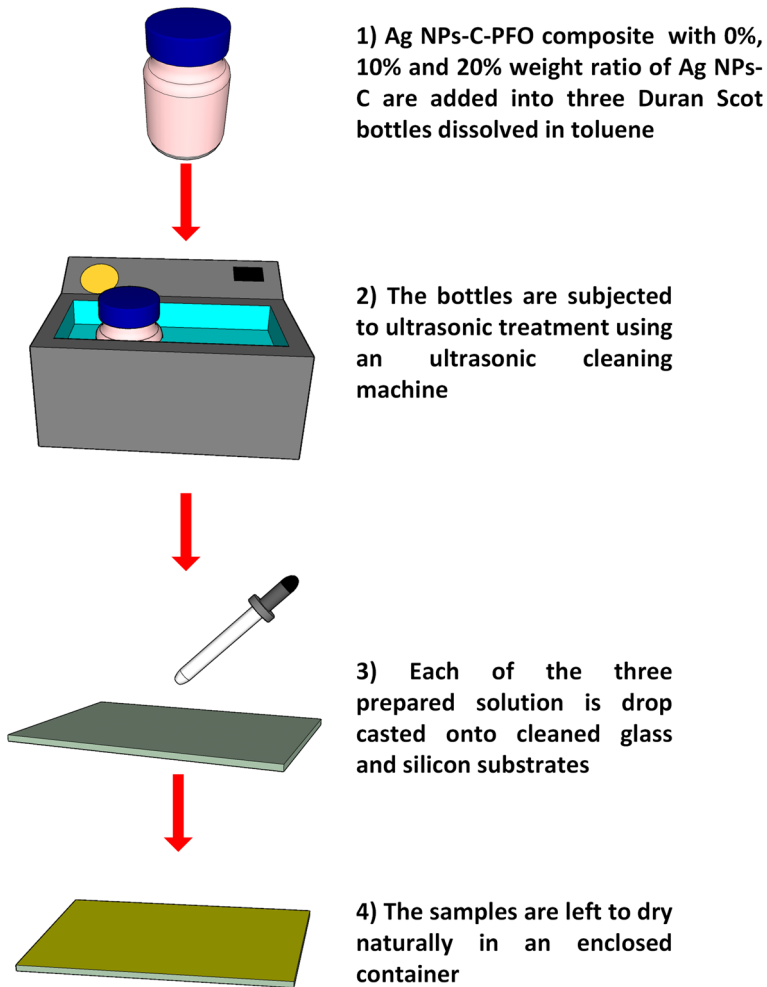 1) Ag NPs-C-PFO composite with 0%,
10% and 20% weight ratio of Ag NPs-
C are added into three Duran Scot
bottles dissolved in toluene
2) The bottles are subjected
to ultrasonic treatment using
an ultrasonic cleaning
machine
3) Each of the three
prepared solution is drop
casted onto cleaned glass
and silicon substrates
4) The samples are left to dry
naturally in an enclosed
container